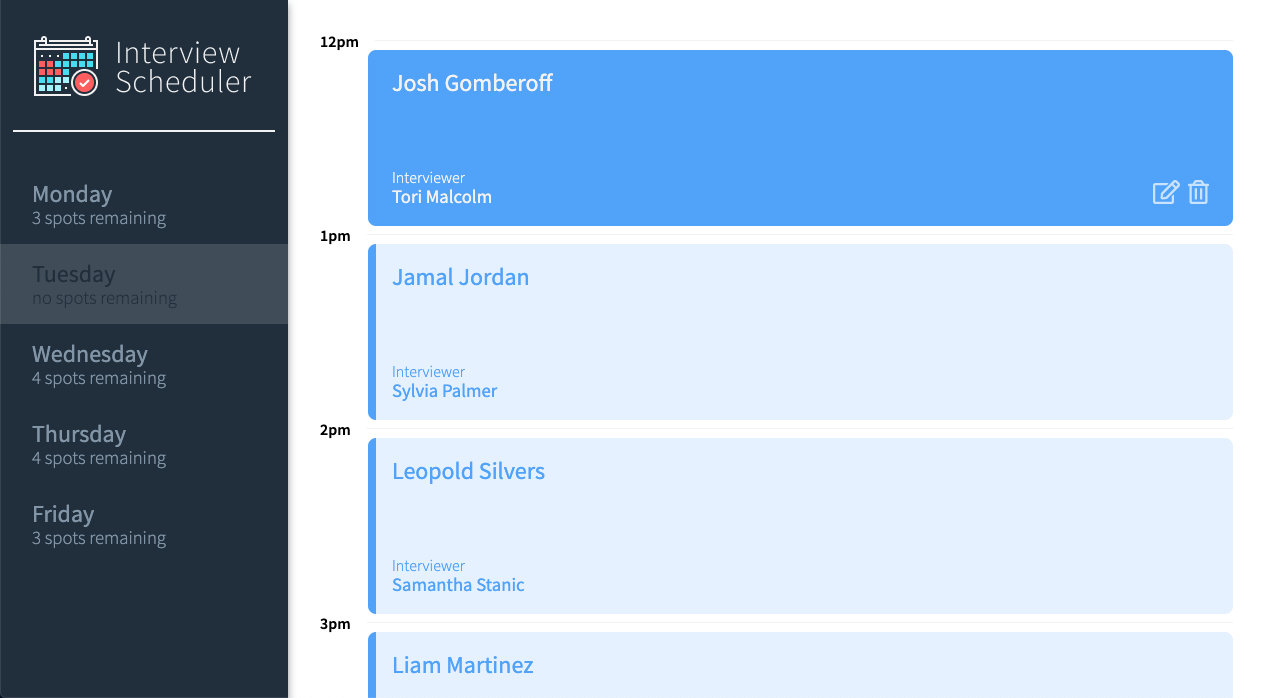 Interview
Scheduler
Monday
3 spots remaining
Tuesday
no spots remaining
Wednesday
4 spots remaining
Thursday
4 spots remaining
Friday
3 spots remaining
12pm
Josh Gomberoff
Interviewer
Tori Malcolm
1pm
Jamal Jordan
Interviewer
Sylvia Palmer
2pm
Leopold Silvers
Interviewer
Samantha Stanic
3pm
Liam Martinez